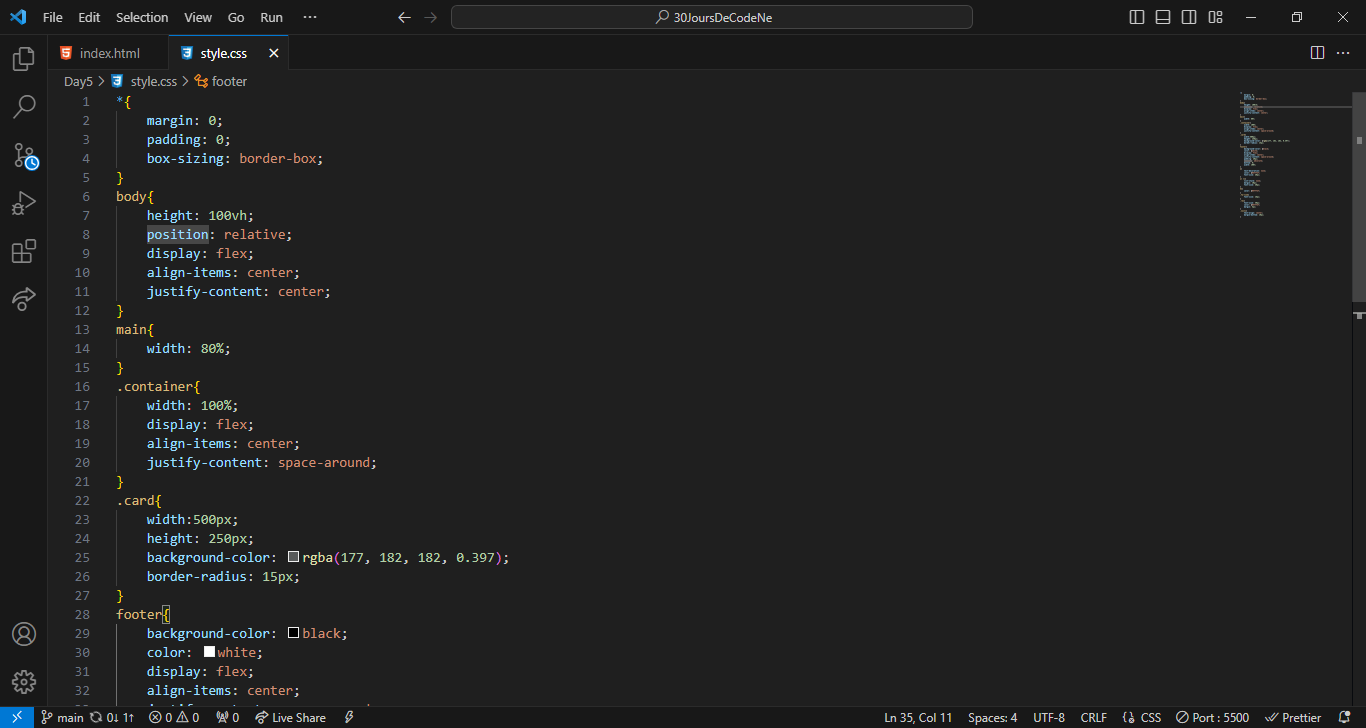 File Edit Selection View Go Run ···
30JoursDeCodeNe
index.html
style.css
Day5 > style.css > footer
1 *{
2 margin: 0;
3 padding: 0;
4 box-sizing: border-box;
5 }
6 body{
7 height: 100vh;
8 position: relative;
9 display: flex;
10 align-items: center;
11 justify-content: center;
12 }
13 main{
14 width: 80%;
15 }
16 .container{
17 width: 100%;
18 display: flex;
19 align-items: center;
20 justify-content: space-around;
21 }
22 .card{
23 width:500px;
24 height: 250px;
25 background-color: rgba(177, 182, 182, 0.397);
26 border-radius: 15px;
27 }
28 footer{
29 background-color: black;
30 color: white;
31 display: flex;
32 align-items: center;
main 0↓ 1↑ 0 0 0 Live Share Ln 35, Col 11 Spaces: 4 UTF-8 CRLF {} CSS Port : 5500 Prettier